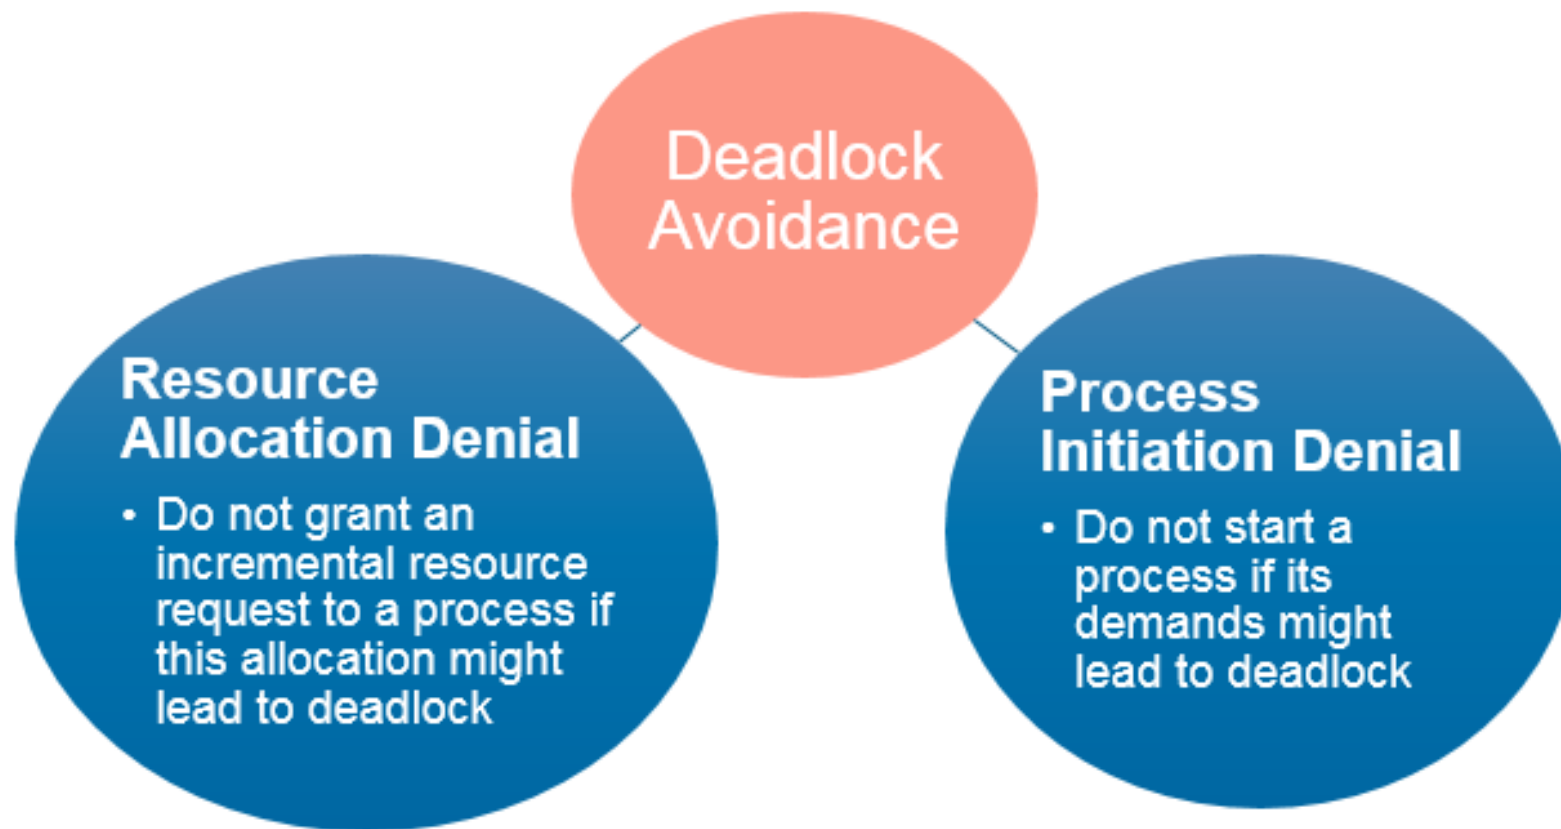 Deadlock
Avoidance
Resource
Allocation Denial
• Do not grant an
incremental resource
request to a process if
this allocation might
lead to deadlock
Process
Initiation Denial
• Do not start a
process if its
demands might
lead to deadlock